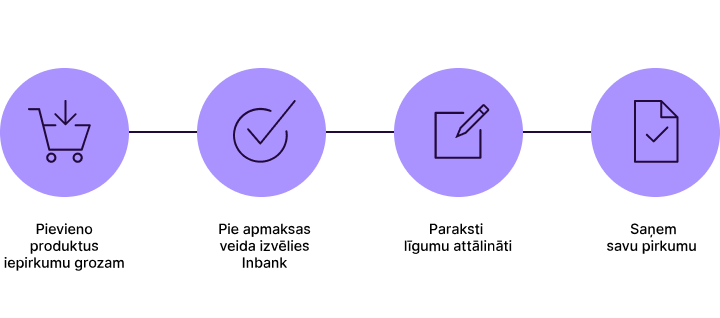 Pievieno
produktus
iepirkumu grozam
Pie apmaksas
veida izvēlies
Inbank
Paraksti
līgumu attālināti
Saņem
savu pirkumu